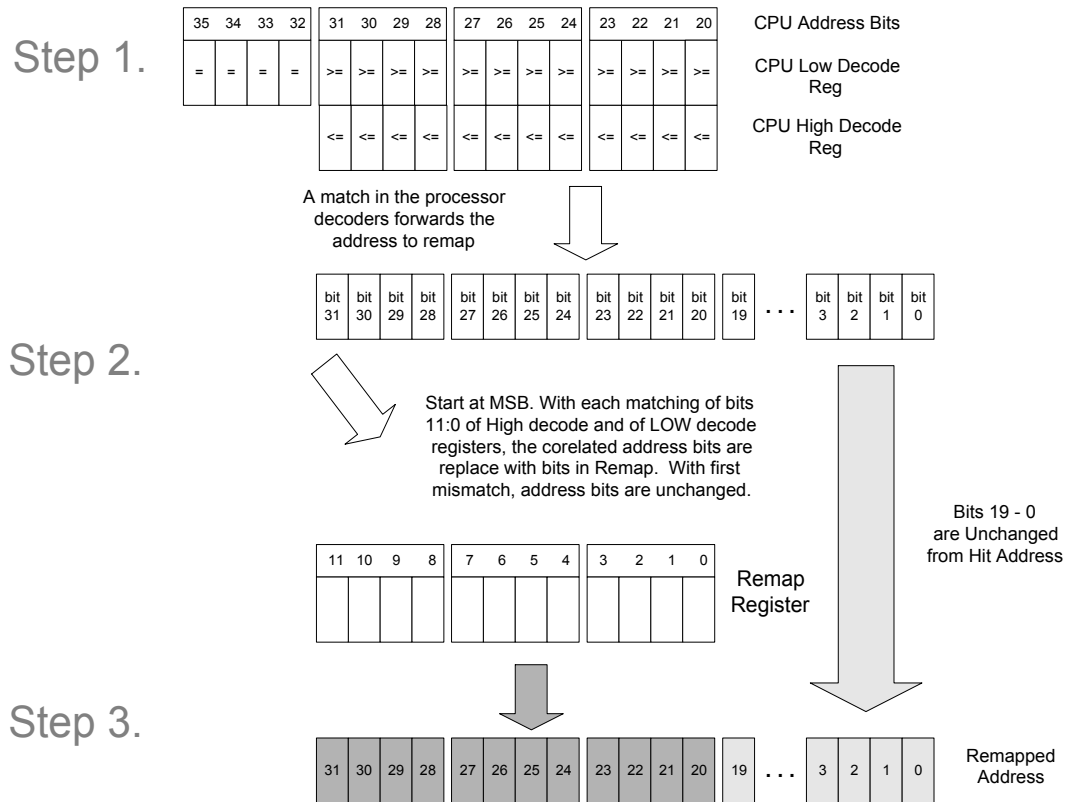 Step 1.
35 34 33 32 31 30 29 28 27 26 25 24 23 22 21 20 CPU Address Bits
= = = = >= >= >= >= >= >= >= >= >= >= >= >= CPU Low Decode
Reg
<= <= <= <= <= <= <= <= <= <= <= <= CPU High Decode
Reg
A match in the processor
decoders forwards the
address to remap
Step 2.
bit bit bit bit bit bit bit bit bit bit bit bit bit bit bit bit bit
31 30 29 28 27 26 25 24 23 22 21 20 19 . . . 3 2 1 0
Start at MSB. With each matching of bits
11:0 of High decode and of LOW decode
registers, the corelated address bits are
replace with bits in Remap. With first
mismatch, address bits are unchanged.
Bits 19 - 0
are Unchanged
from Hit Address
11 10 9 8 7 6 5 4 3 2 1 0
Remap
Register
Step 3.
31 30 29 28 27 26 25 24 23 22 21 20 19 . . . 3 2 1 0
Remapped
Address